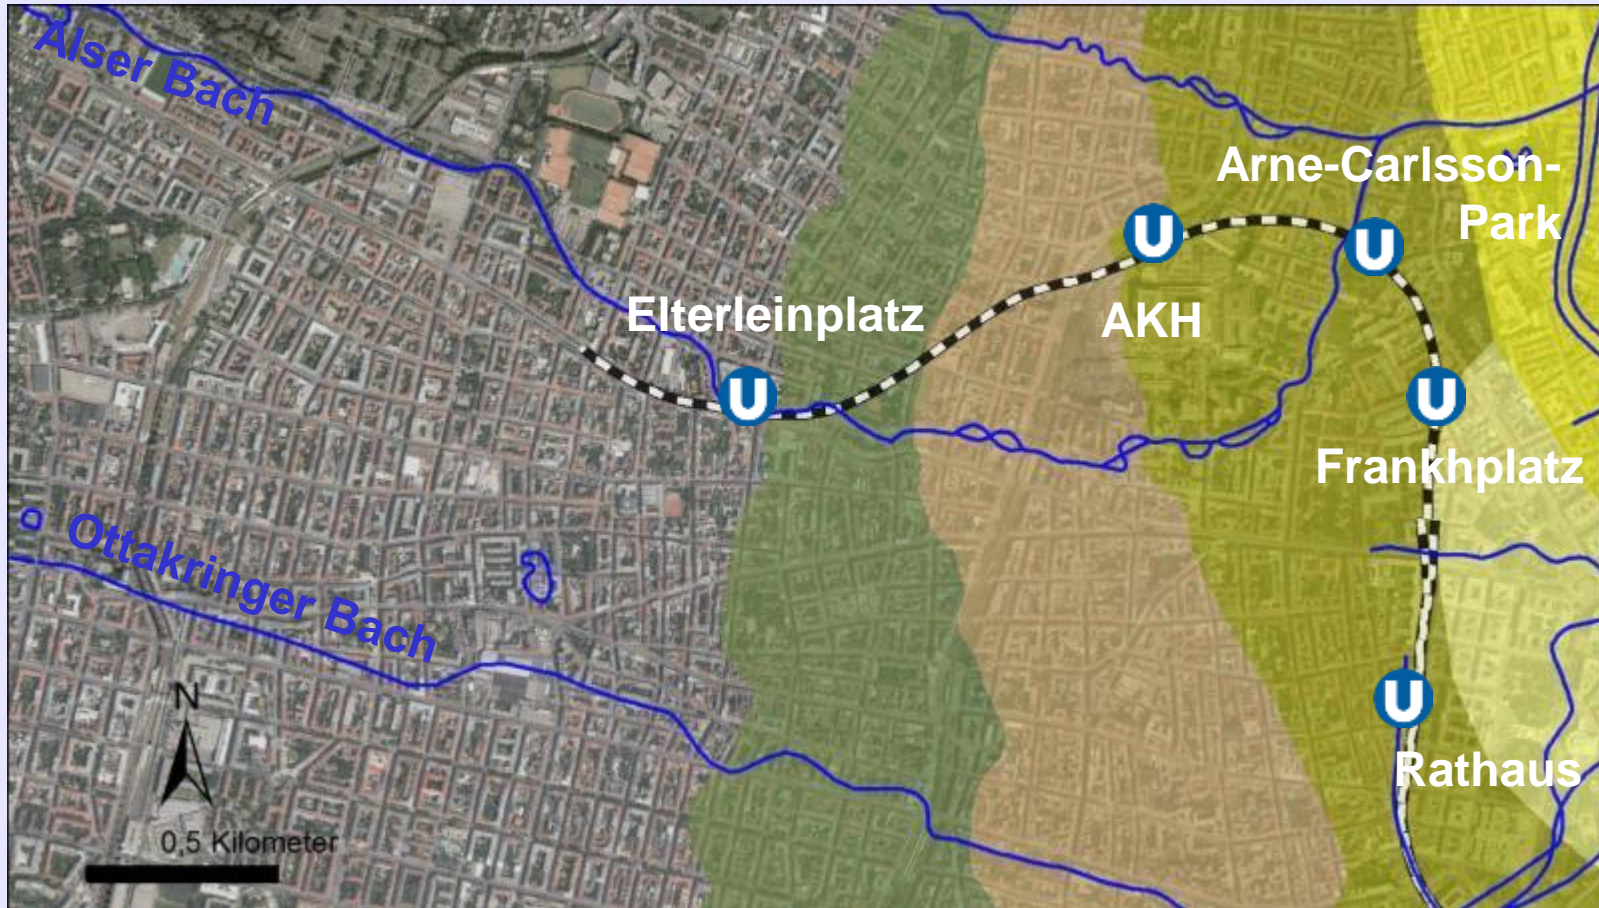 Alser Bach
Arne-Carlsson-
Park
U
U
Elterleinplatz
AKH
U
U
Frankhplatz
Ottakringer Bach
N
U
Rathaus
0,5 Kilometer